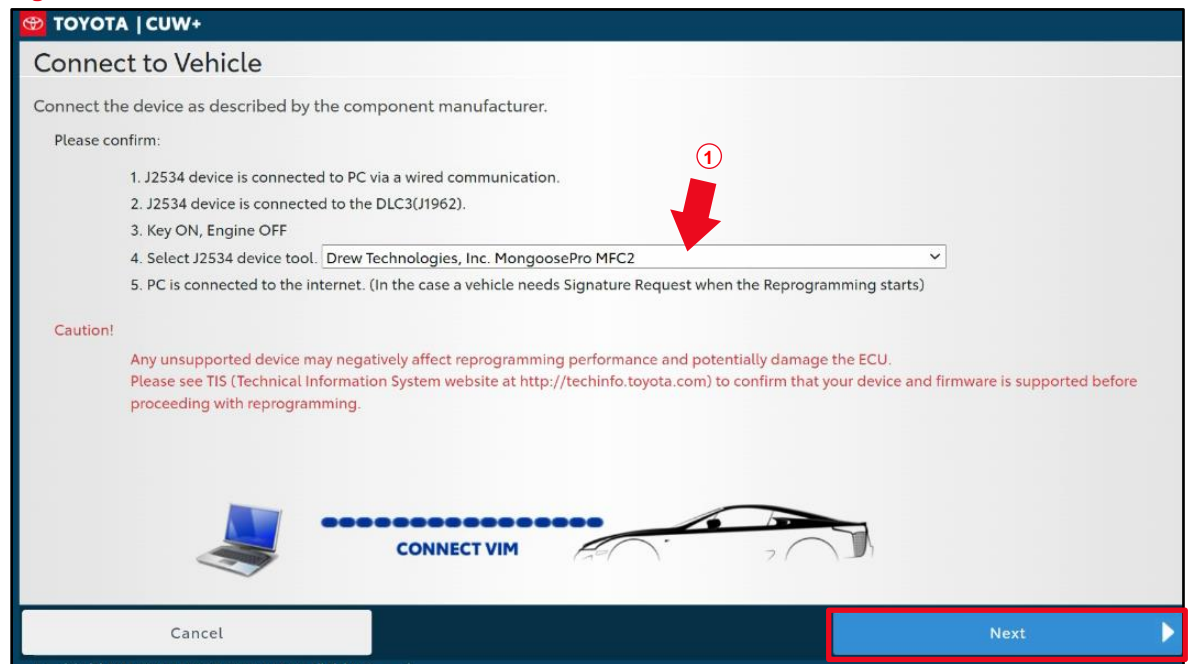 TOYOTA | CUW+
Connect to Vehicle
Connect the device as described by the component manufacturer.
Please confirm:
1
1. J2534 device is connected to PC via a wired communication.
2. J2534 device is connected to the DLC3(J1962).
3. Key ON, Engine OFF
4. Select J2534 device tool. Drew Technologies, Inc. MongoosePro MFC2
5. PC is connected to the internet. (In the case a vehicle needs Signature Request when the Reprogramming starts)
Caution!
Any unsupported device may negatively affect reprogramming performance and potentially damage the ECU.
Please see TIS (Technical Information System website at http://techinfo.toyota.com) to confirm that your device and firmware is supported before
proceeding with reprogramming.
CONNECT VIM
Cancel
Next